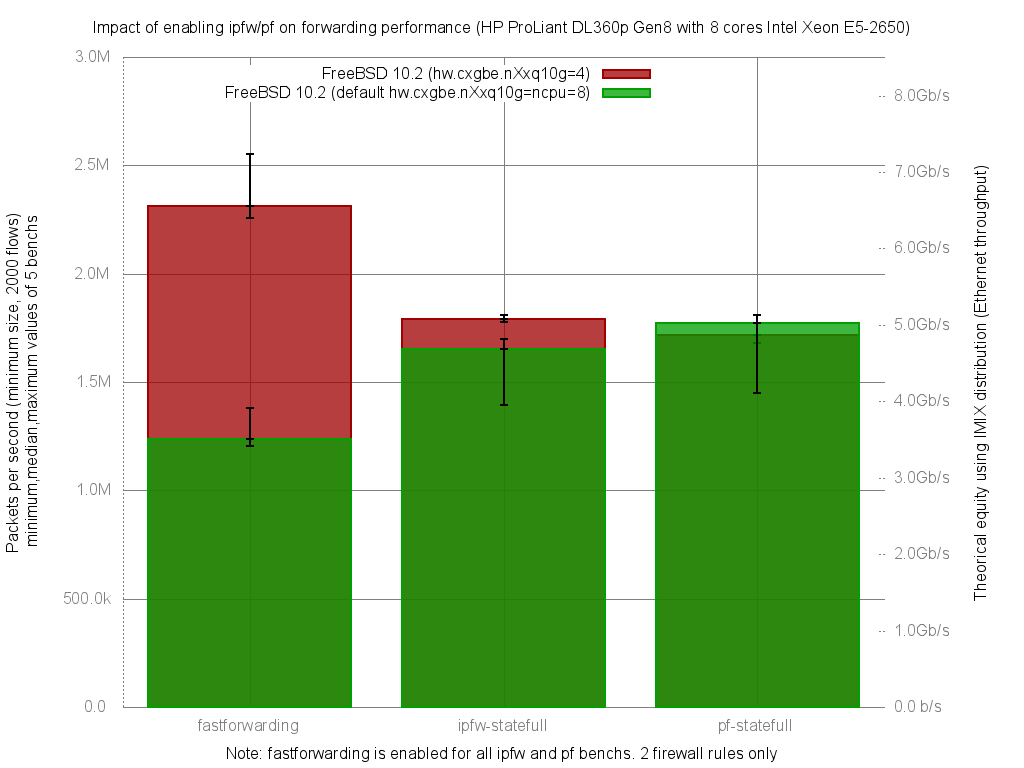 Impact of enabling ipfw/pf on forwarding performance (HP ProLiant DL360p Gen8 with 8 cores Intel Xeon E5-2650)
FreeBSD 10.2 (hw.cxgbe.nXxq10g=4)
FreeBSD 10.2 (default hw.cxgbe.nXxq10g=ncpu=8)
3.0M
2.5M
2.0M
1.5M
1.0M
500.0k
0.0
Packets per second (minimum size, 2000 flows)
minimum,median,maximum values of 5 benchs
8.0Gb/s
7.0Gb/s
6.0Gb/s
5.0Gb/s
4.0Gb/s
3.0Gb/s
2.0Gb/s
1.0Gb/s
0.0 b/s
Theorical equity using IMIX distribution (Ethernet throughput)
fastforwarding
ipfw-statefull
pf-statefull
Note: fastforwarding is enabled for all ipfw and pf benchs. 2 firewall rules only